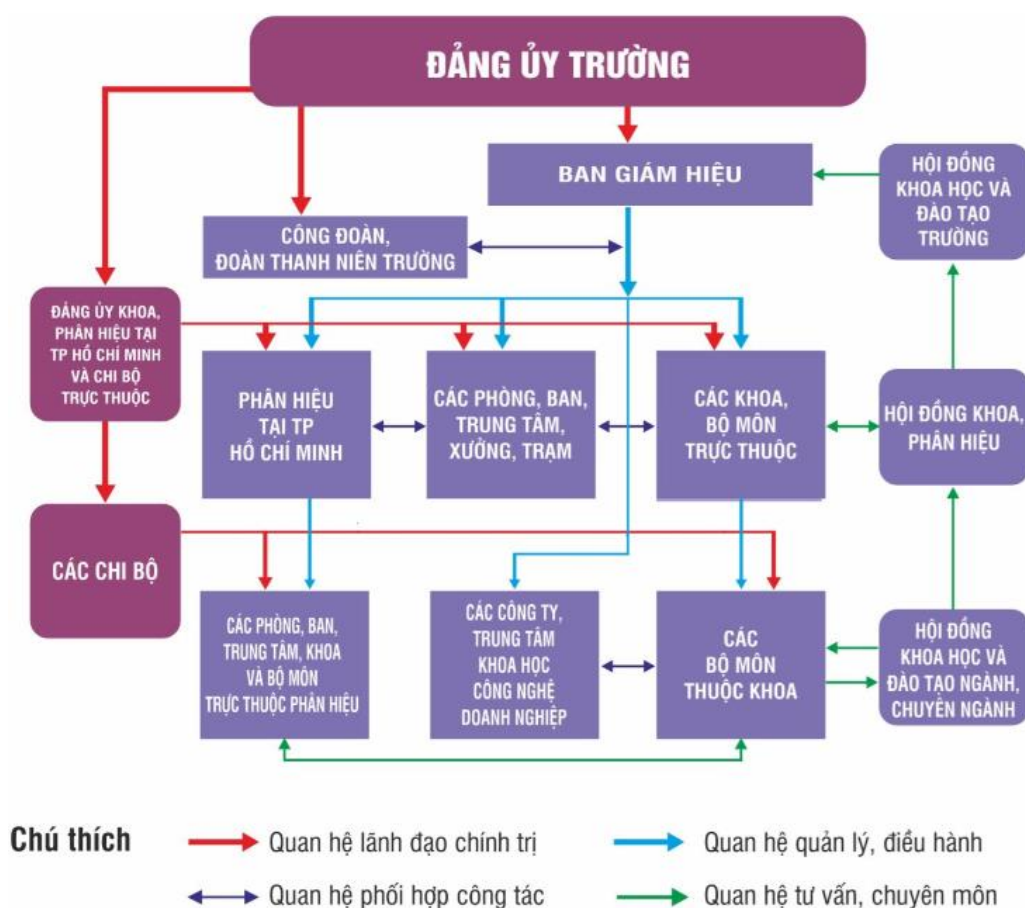 ĐẢNG ỦY TRƯỜNG
BAN GIÁM HIỆU
HỘI ĐỒNG
KHOA HỌC VÀ
ĐÀO TẠO
TRƯỜNG
CÔNG ĐOÀN,
ĐOÀN THANH NIÊN TRƯỜNG
ĐẢNG ỦY KHOA,
PHÂN HIỆU TẠI
TP HỒ CHÍ MINH
VÀ CHI BỘ
TRỰC THUỘC
PHÂN HIỆU
TẠI TP
HỒ CHÍ MINH
CÁC PHÒNG, BAN,
TRUNG TÂM,
XƯỞNG, TRẠM
CÁC KHOA,
BỘ MÔN
TRỰC THUỘC
HỘI ĐỒNG KHOA,
PHÂN HIỆU
CÁC CHI BỘ
CÁC PHÒNG, BAN,
TRUNG TÂM, KHOA
VÀ BỘ MÔN
TRỰC THUỘC PHÂN HIỆU
CÁC CÔNG TY,
TRUNG TÂM
KHOA HỌC
CÔNG NGHỆ
DOANH NGHIỆP
CÁC
BỘ MÔN
THUỘC KHOA
HỘI ĐỒNG
KHOA HỌC VÀ
ĐÀO TẠO NGÀNH,
CHUYÊN NGÀNH
Chú thích
Quan hệ lãnh đạo chính trị
Quan hệ quản lý, điều hành
Quan hệ phối hợp công tác
Quan hệ tư vấn, chuyên môn